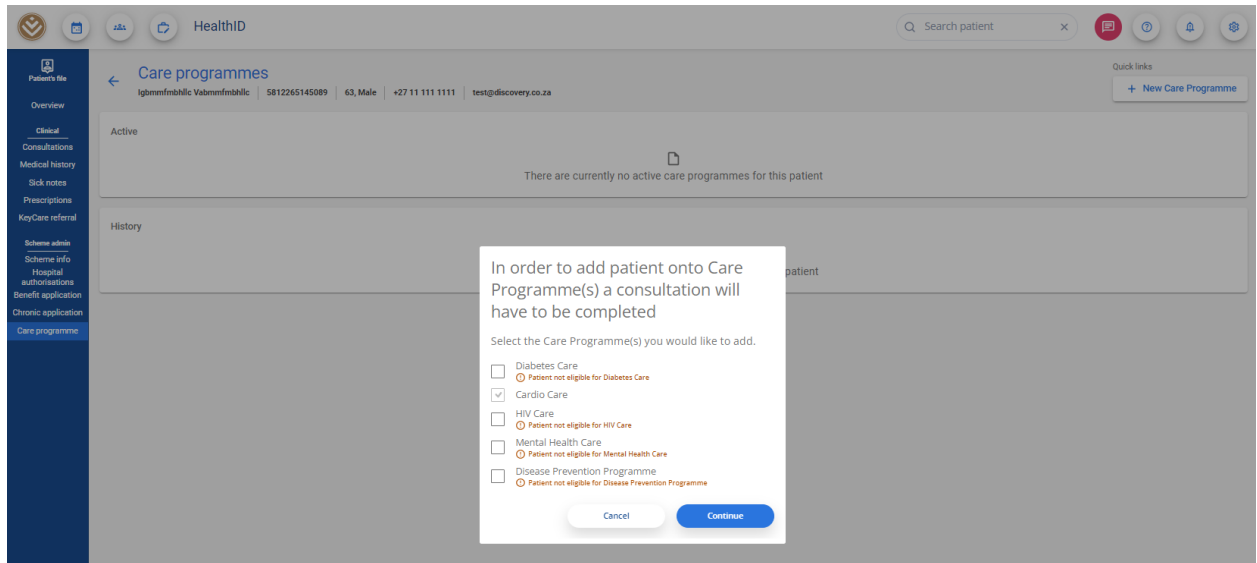 HealthID
Search patient
Patient's file
Overview
Clinical
Consultations
Medical history
Sick notes
Prescriptions
KeyCare referral
Scheme admin
Scheme info
Hospital
authorisations
Benefit application
Chronic application
Care programme
Care programmes
Igbmmfmbhllc Vabmmfmbhllc 5812265145089 63, Male +27 11 111 1111 test@discovery.co.za
Quick links
+ New Care Programme
Active
There are currently no active care programmes for this patient
History
patient
In order to add patient onto Care
Programme(s) a consultation will
have to be completed
Select the Care Programme(s) you would like to add.
Diabetes Care
Patient not eligible for Diabetes Care
Cardio Care
HIV Care
Patient not eligible for HIV Care
Mental Health Care
Patient not eligible for Mental Health Care
Disease Prevention Programme
Patient not eligible for Disease Prevention Programme
Cancel
Continue